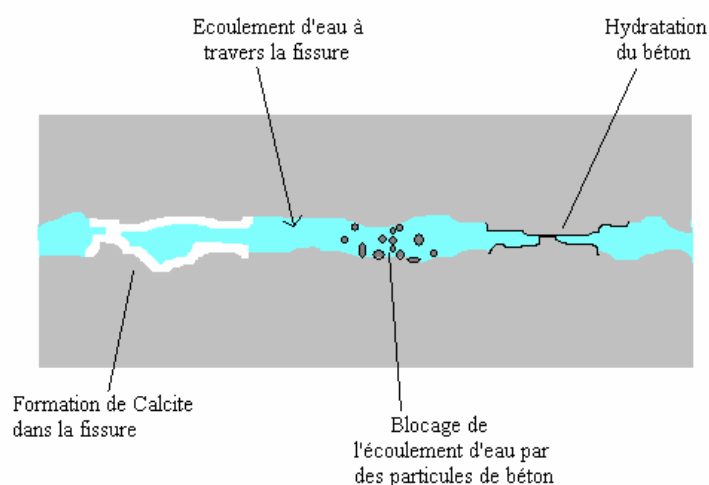 Ecoulement d'eau à
travers la fissure
Hydratation
du béton
Formation de Calcite
dans la fissure
Blocage de
l'écoulement d'eau par
des particules de béton